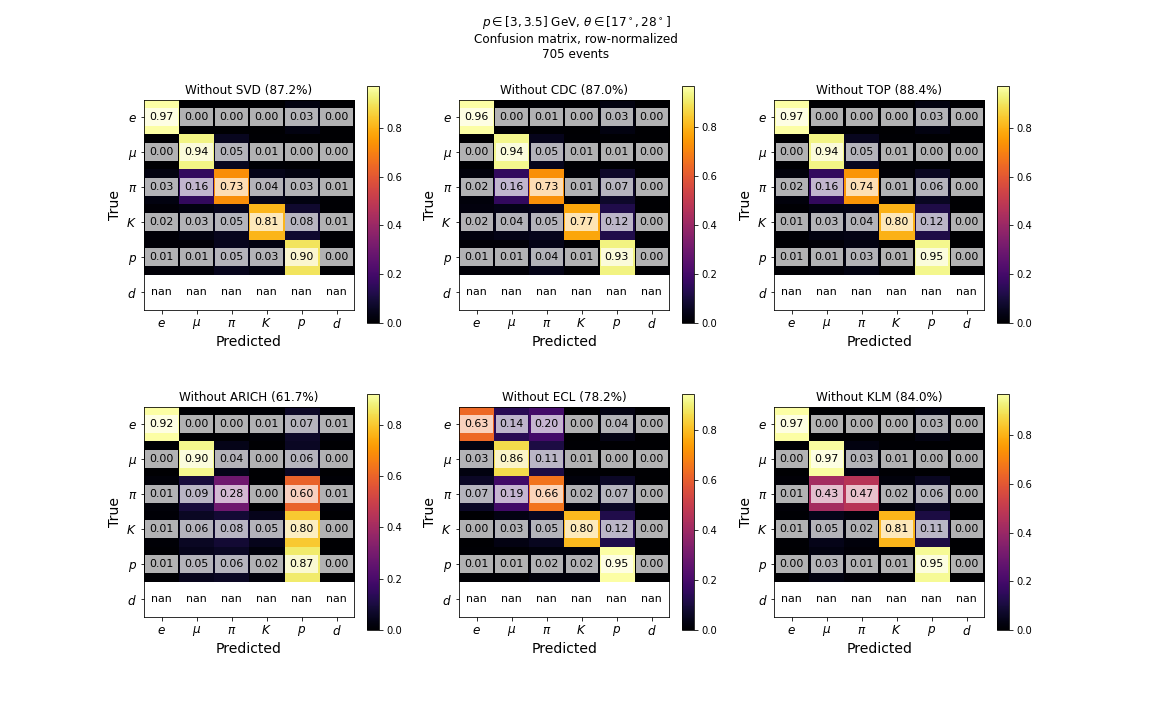 p ∈ [3, 3.5] GeV, θ ∈ [17°, 28°]
Confusion matrix, row-normalized
705 events
Without SVD (87.2%)
True
e 0.97 0.00 0.00 0.00 0.03 0.00
μ 0.00 0.94 0.05 0.01 0.00 0.00
π 0.03 0.16 0.73 0.04 0.03 0.01
K 0.02 0.03 0.05 0.81 0.08 0.01
p 0.01 0.01 0.05 0.03 0.90 0.00
d nan nan nan nan nan nan
e μ π K p d
Predicted
0.8
0.6
0.4
0.2
0.0
Without CDC (87.0%)
True
e 0.96 0.00 0.01 0.00 0.03 0.00
μ 0.00 0.94 0.05 0.01 0.01 0.00
π 0.02 0.16 0.73 0.01 0.07 0.00
K 0.02 0.04 0.05 0.77 0.12 0.00
p 0.01 0.01 0.04 0.01 0.93 0.00
d nan nan nan nan nan nan
e μ π K p d
Predicted
0.8
0.6
0.4
0.2
0.0
Without TOP (88.4%)
True
e 0.97 0.00 0.00 0.00 0.03 0.00
μ 0.00 0.94 0.05 0.01 0.00 0.00
π 0.02 0.16 0.74 0.01 0.06 0.00
K 0.01 0.03 0.04 0.80 0.12 0.00
p 0.01 0.01 0.03 0.01 0.95 0.00
d nan nan nan nan nan nan
e μ π K p d
Predicted
0.8
0.6
0.4
0.2
0.0
Without ARICH (61.7%)
True
e 0.92 0.00 0.00 0.01 0.07 0.01
μ 0.00 0.90 0.04 0.00 0.06 0.00
π 0.01 0.09 0.28 0.00 0.60 0.01
K 0.01 0.06 0.08 0.05 0.80 0.00
p 0.01 0.05 0.06 0.02 0.87 0.00
d nan nan nan nan nan nan
e μ π K p d
Predicted
0.8
0.6
0.4
0.2
0.0
Without ECL (78.2%)
True
e 0.63 0.14 0.20 0.00 0.04 0.00
μ 0.03 0.86 0.11 0.01 0.00 0.00
π 0.07 0.19 0.66 0.02 0.07 0.00
K 0.00 0.03 0.05 0.80 0.12 0.00
p 0.01 0.01 0.02 0.02 0.95 0.00
d nan nan nan nan nan nan
e μ π K p d
Predicted
0.8
0.6
0.4
0.2
0.0
Without KLM (84.0%)
True
e 0.97 0.00 0.00 0.00 0.03 0.00
μ 0.00 0.97 0.03 0.01 0.00 0.00
π 0.01 0.43 0.47 0.02 0.06 0.00
K 0.01 0.05 0.02 0.81 0.11 0.00
p 0.00 0.03 0.01 0.01 0.95 0.00
d nan nan nan nan nan nan
e μ π K p d
Predicted
0.8
0.6
0.4
0.2
0.0